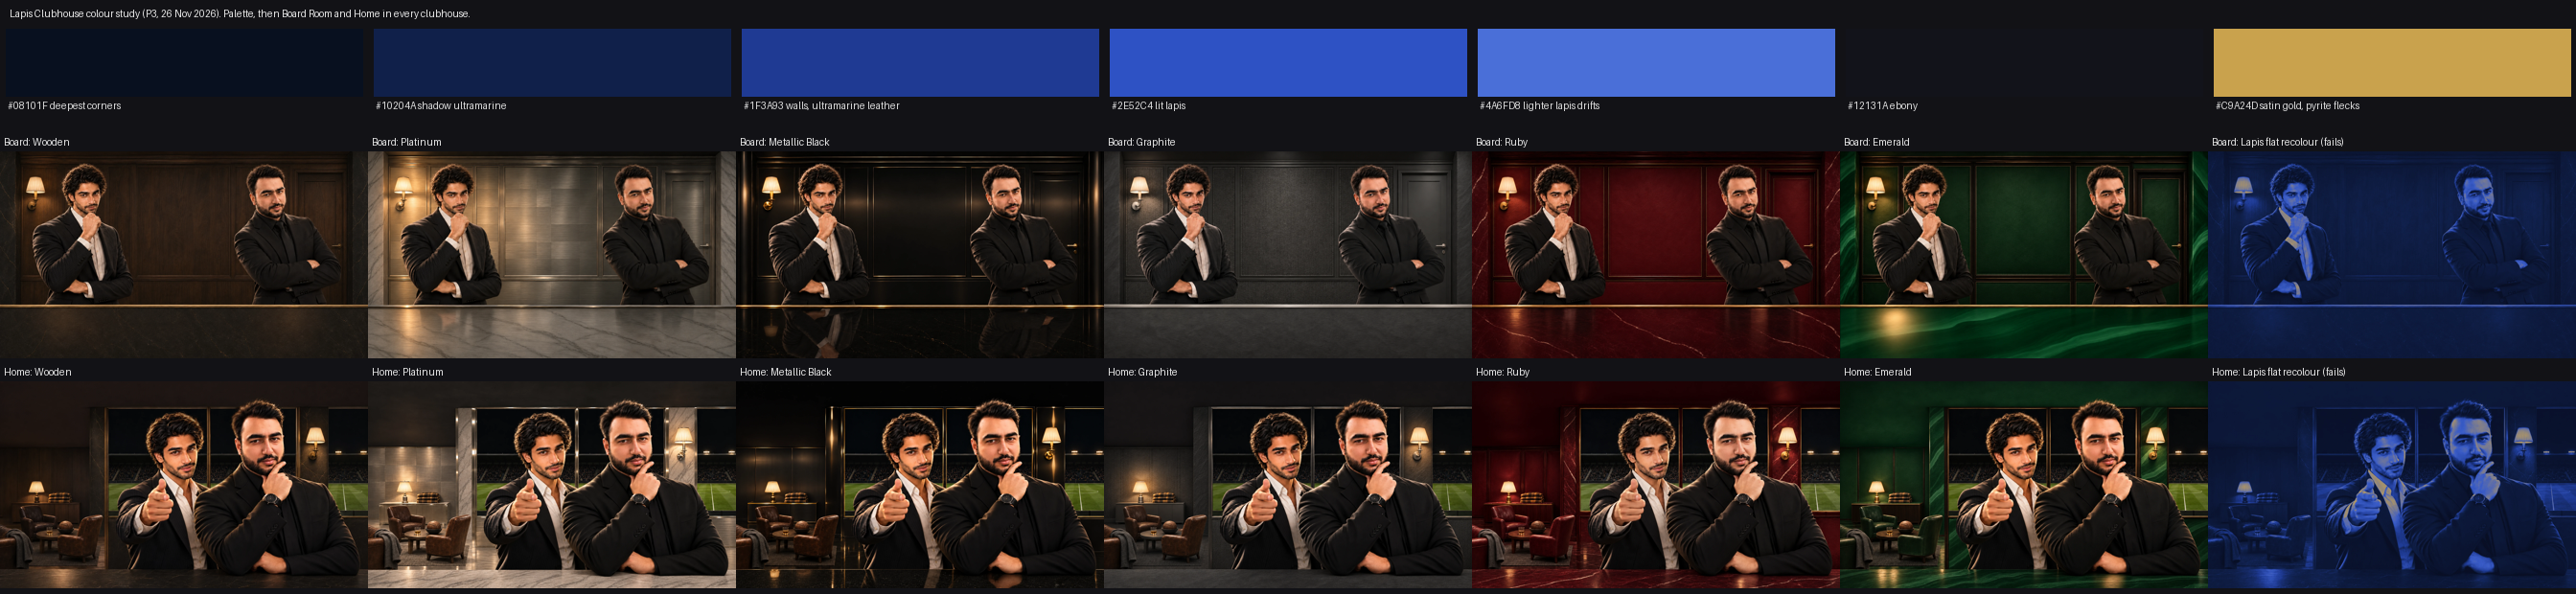 Lapis Clubhouse colour study (P3, 26 Nov 2026). Palette, then Board Room and Home in every clubhouse.
#08101F deepest corners
#10204A shadow ultramarine
#1F3A93 walls, ultramarine leather
#2E52C4 lit lapis
#4A6FD8 lighter lapis drifts
#12131A ebony
#C9A24D satin gold, pyrite flecks
Board: Wooden
Board: Platinum
Board: Metallic Black
Board: Graphite
Board: Ruby
Board: Emerald
Board: Lapis flat recolour (fails)
Home: Wooden
Home: Platinum
Home: Metallic Black
Home: Graphite
Home: Ruby
Home: Emerald
Home: Lapis flat recolour (fails)